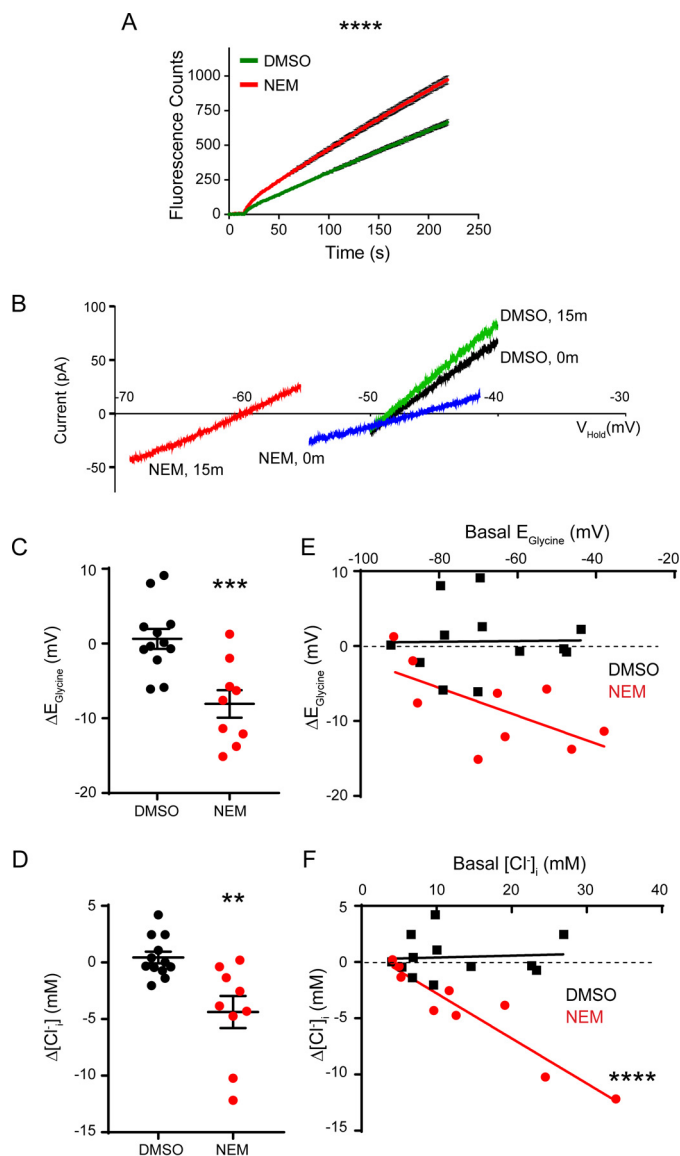 A
****
DMSO
NEM
Fluorescence Counts
1000
750
500
250
0
0 50 100 150 200 250
Time (s)
B
Current (pA)
100
50
0
-50
-70 -60 -50 -40 -30
DMSO, 15m
DMSO, 0m
V_Hold(mV)
NEM, 15m
NEM, 0m
C
ΔE_Glycine (mV)
10
0
-10
-20
***
DMSO NEM
E
Basal E_Glycine (mV)
-100 -80 -60 -40 -20
ΔE_Glycine (mV)
10
5
0
-5
-10
-15
-20
DMSO
NEM
D
Δ[Cl⁻ᵢ] (mM)
5
0
-5
-10
-15
**
DMSO NEM
F
Basal [Cl⁻]ᵢ (mM)
0 10 20 30 40
Δ[Cl⁻]ᵢ (mM)
5
0
-5
-10
-15
DMSO
NEM
****